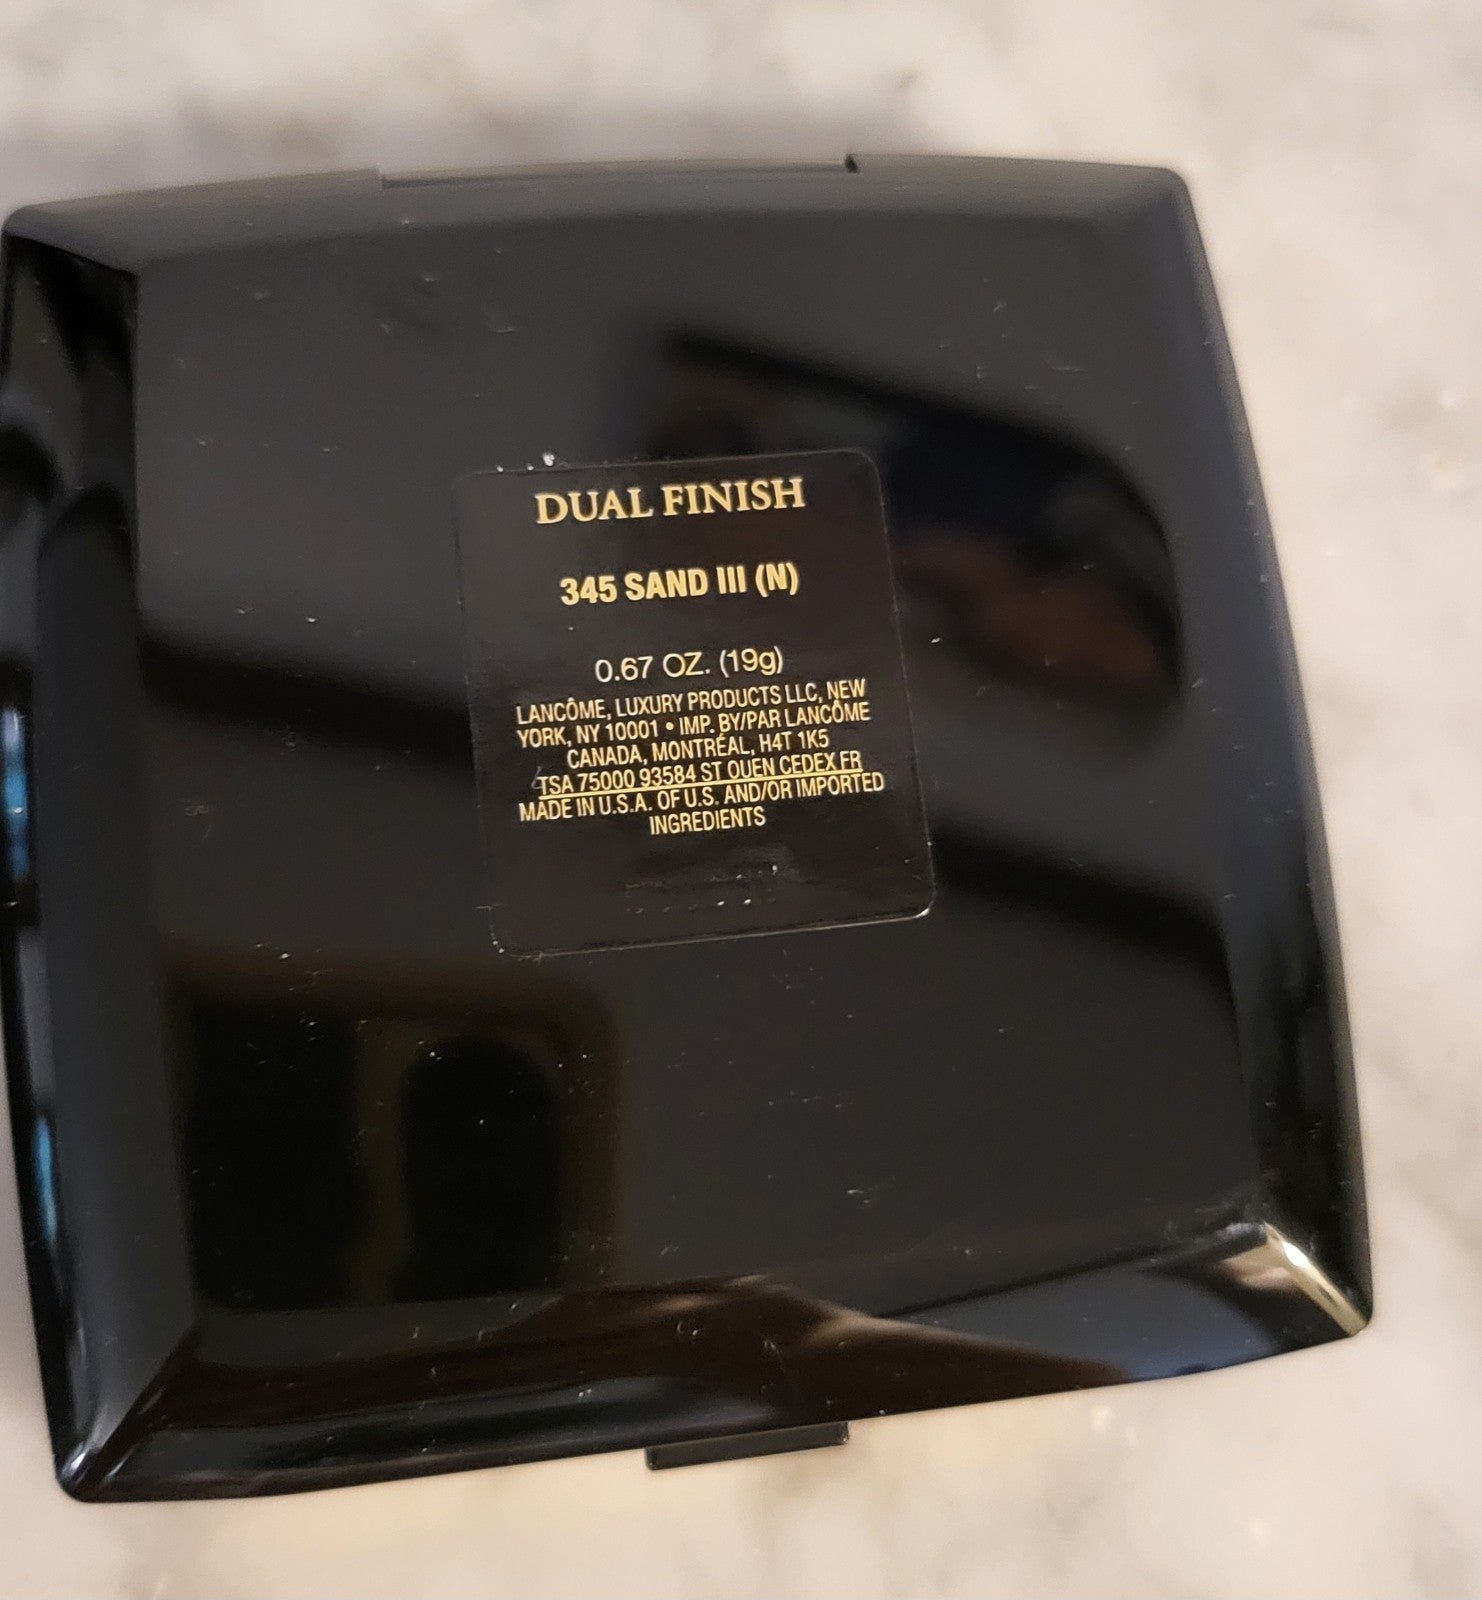 DUAL FINISH
345 SAND III (N)
0.67 OZ. (19g)
LANCÔME, LUXURY PRODUCTS LLC, NEW
YORK, NY 10001 • IMP. BY/PAR LANCÔME
CANADA, MONTRÉAL, H4T 1K5
TSA 75000 93584 ST OUEN CEDEX FR
MADE IN U.S.A. OF U.S. AND/OR IMPORTED
INGREDIENTS